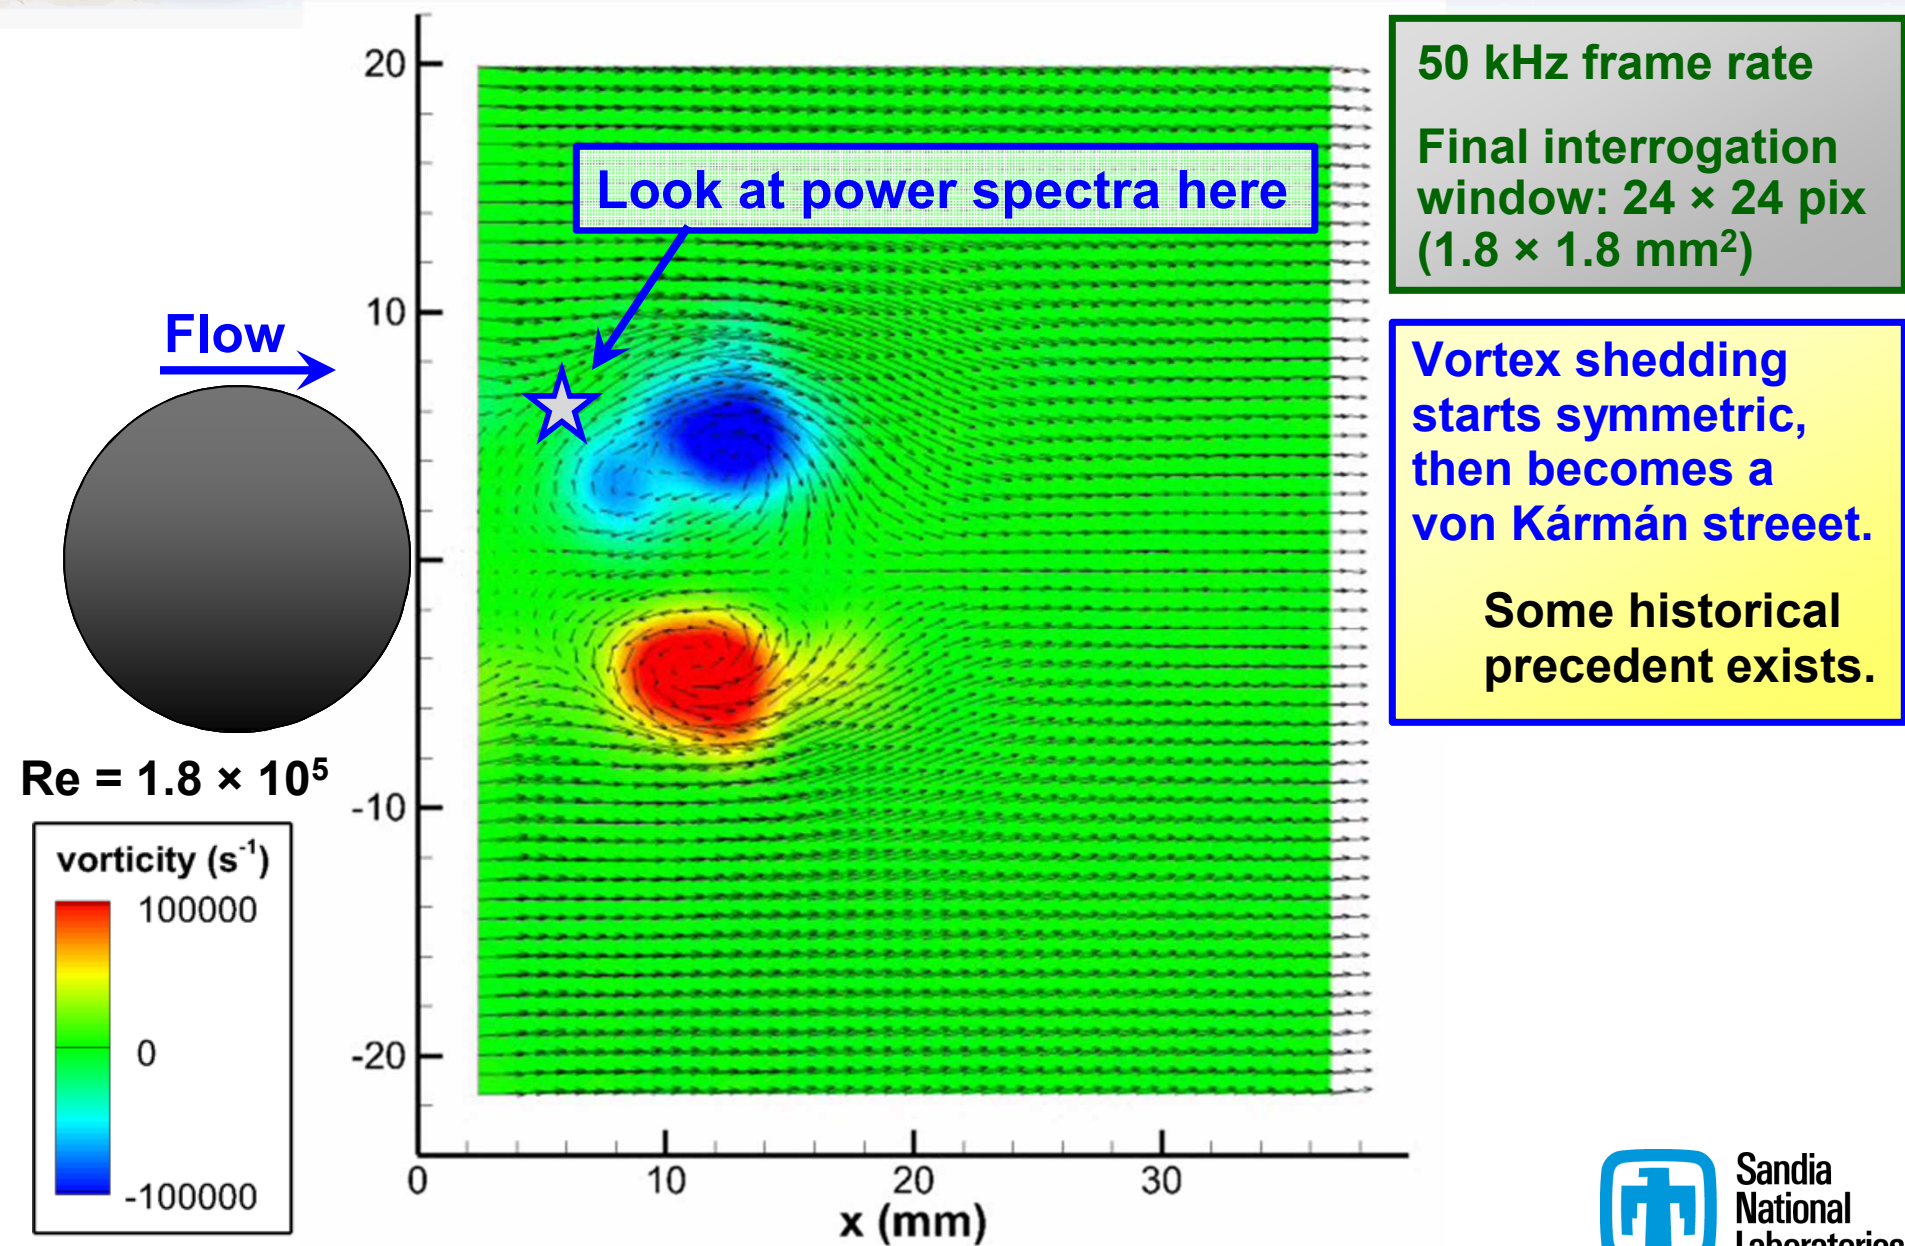 20
10
-10
-20
0
10
20
30
x (mm)
Look at power spectra here
Flow
Re = 1.8 × 10⁵
vorticity (s⁻¹)
100000
0
-100000
50 kHz frame rate
Final interrogation
window: 24 × 24 pix
(1.8 × 1.8 mm²)
Vortex shedding
starts symmetric,
then becomes a
von Kármán streeet.
Some historical
precedent exists.
Sandia
National
Laboratories